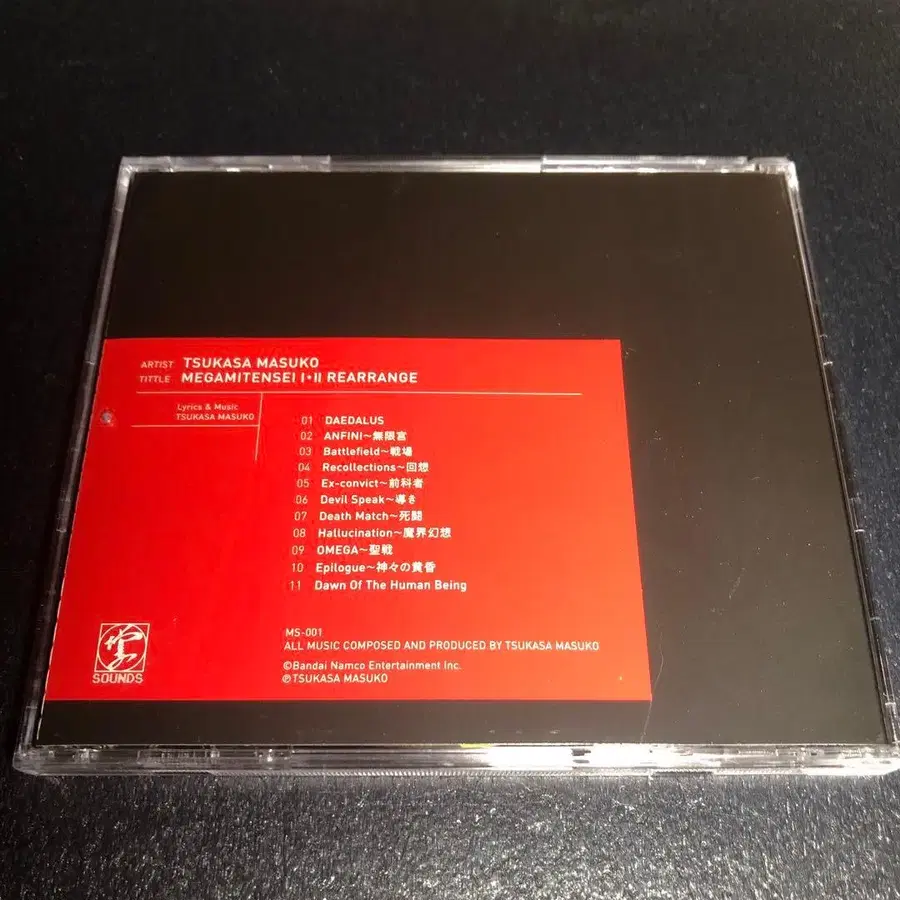 ARTIST TSUKASA MASUKO
TITTLE MEGAMITENSEI I•II REARRANGE
Lyrics & Music
TSUKASA MASUKO
01 DAEDALUS
02 ANFINI〜無限宮
03 Battlefield〜戦場
04 Recollections〜回想
05 Ex-convict〜前科者
06 Devil Speak〜導き
07 Death Match〜死闘
08 Hallucination〜魔界幻想
09 OMEGA〜聖戦
10 Epilogue〜神々の黄昏
11 Dawn Of The Human Being
MS-001
ALL MUSIC COMPOSED AND PRODUCED BY TSUKASA MASUKO
©Bandai Namco Entertainment Inc.
℗TSUKASA MASUKO
SOUNDS